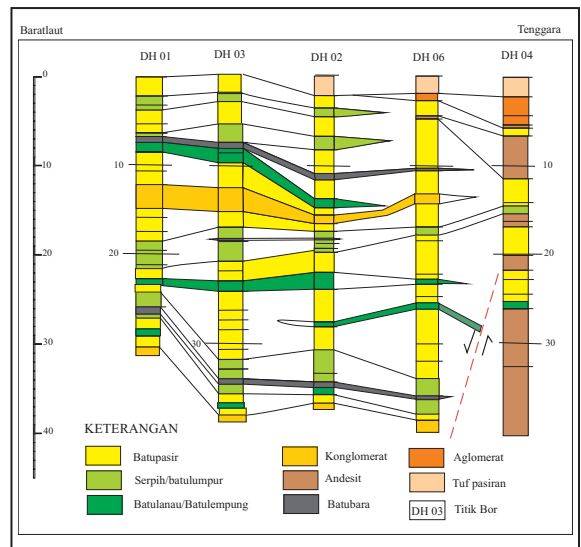 Baratlaut Tenggara
DH 01 DH 03 DH 02 DH 06 DH 04
0
10 10 10 10
20 20 20
30 30 30
40
KETERANGAN
Batupasir Konglomerat Aglomerat
Serpih/batulumpur Andesit Tuf pasiran
Batulanau/Batulempung Batubara DH 03 Titik Bor